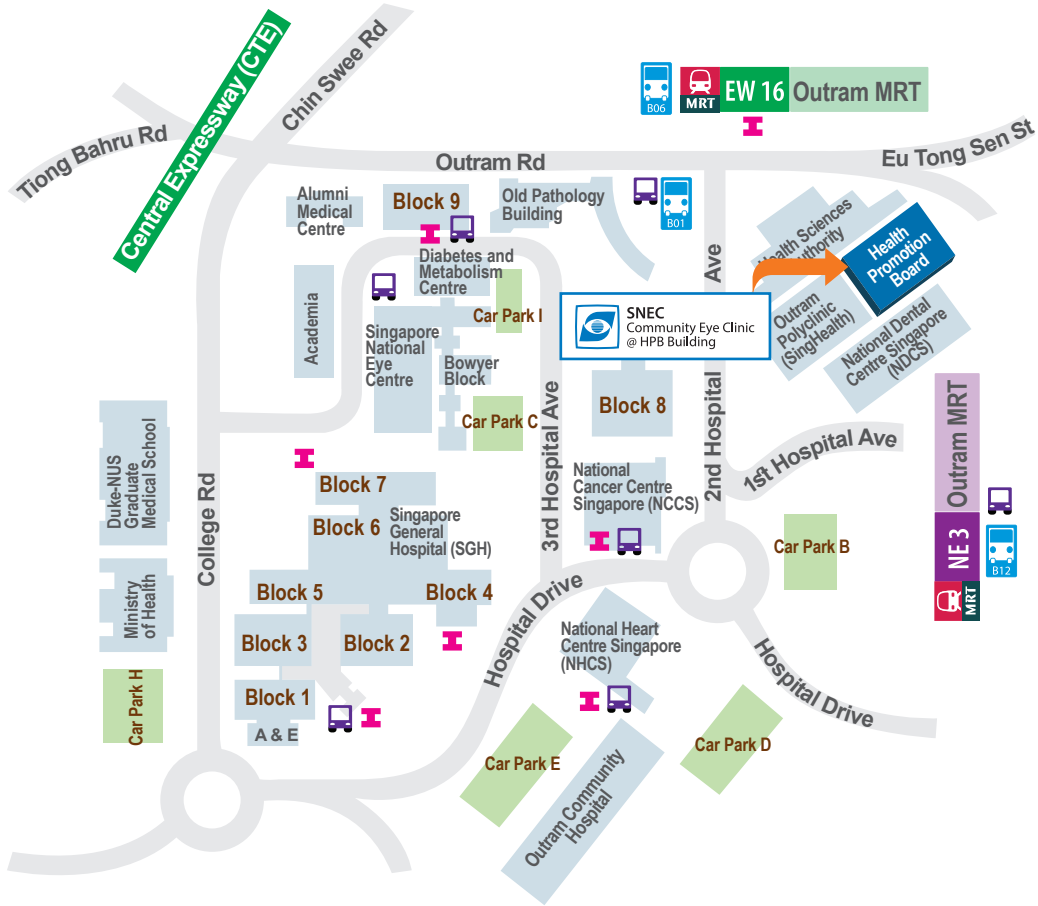 Central Expressway (CTE)
Chin Swee Rd
Tiong Bahru Rd
Outram Rd
Eu Tong Sen St
B06
MRT
EW 16
Outram MRT
Alumni
Medical
Centre
Block 9
Old Pathology
Building
B01
Health Sciences
Authority
Health
Promotion
Board
Diabetes and
Metabolism
Centre
Car Park I
Academia
Singapore
National
Eye
Centre
Bowyer
Block
Car Park C
SNEC
Community Eye Clinic
@ HPB Building
Outram
Polyclinic
(SingHealth)
National Dental
Centre Singapore
(NDCS)
Block 8
3rd Hospital Ave
2nd Hospital
Ave
1st Hospital Ave
Outram MRT
NE 3
MRT
B12
Duke-NUS
Graduate
Medical School
College Rd
Block 7
Block 6
Singapore
General
Hospital (SGH)
National
Cancer Centre
Singapore (NCCS)
Car Park B
Ministry
of Health
Block 5
Block 4
Block 3
Block 2
Hospital Drive
National Heart
Centre Singapore
(NHCS)
Hospital Drive
Car Park H
Block 1
A & E
Car Park E
Car Park D
Outram Community
Hospital